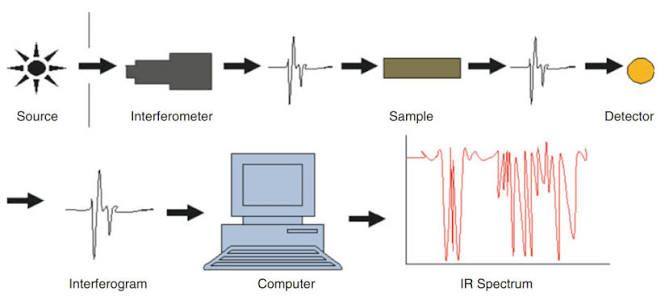 Source
Interferometer
Sample
Detector
Interferogram
Computer
IR Spectrum